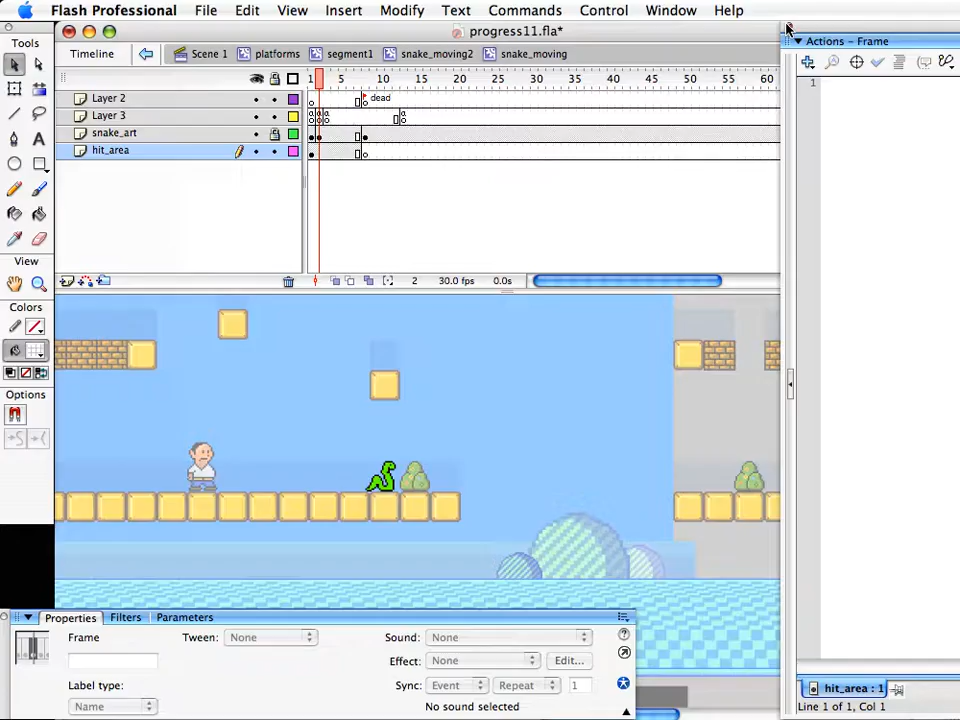 Flash Professional File Edit View Insert Modify Text Commands Control Window Help
progress11.fla*
Actions - Frame
Tools
Timeline Scene 1 platforms segment1 snake_moving2 snake_moving
1 5 10 15 20 25 30 35 40 45 50 55 60
1
Layer 2 dead
Layer 3 a a a a
snake_art
hit_area
View
2 30.0 fps 0.0s
Colors
Options
Properties Filters Parameters
Frame Tween: None Sound: None
Effect: None Edit...
Label type: Sync: Event Repeat 1
Name No sound selected
hit_area : 1
Line 1 of 1, Col 1